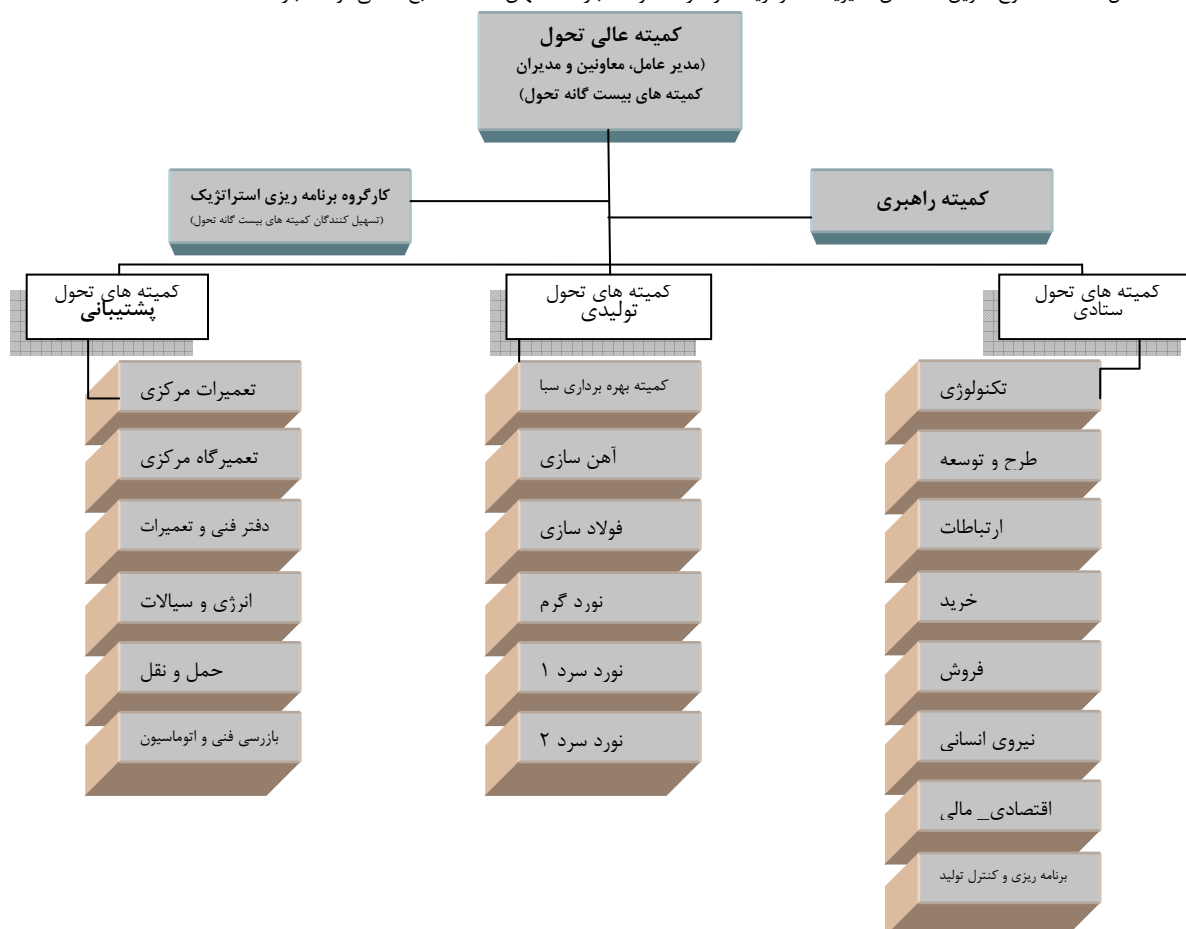 کمیته عالی تحول
(مدیر عامل، معاونین و مدیران
کمیته های بیست گانه تحول)
کمیته راهبری
کارگروه برنامه ریزی استراتژیک
(تسهیل کنندگان کمیته های بیست گانه تحول)
کمیته های تحول
ستادی
تکنولوژی
طرح و توسعه
ارتباطات
خرید
فروش
نیروی انسانی
اقتصادی_ مالی
برنامه ریزی و کنترل تولید
کمیته های تحول
تولیدی
کمیته بهره برداری سبا
آهن سازی
فولاد سازی
نورد گرم
نورد سرد ۱
نورد سرد ۲
کمیته های تحول
پشتیبانی
تعمیرات مرکزی
تعمیرگاه مرکزی
دفتر فنی و تعمیرات
انرژی و سیالات
حمل و نقل
بازرسی فنی و اتوماسیون